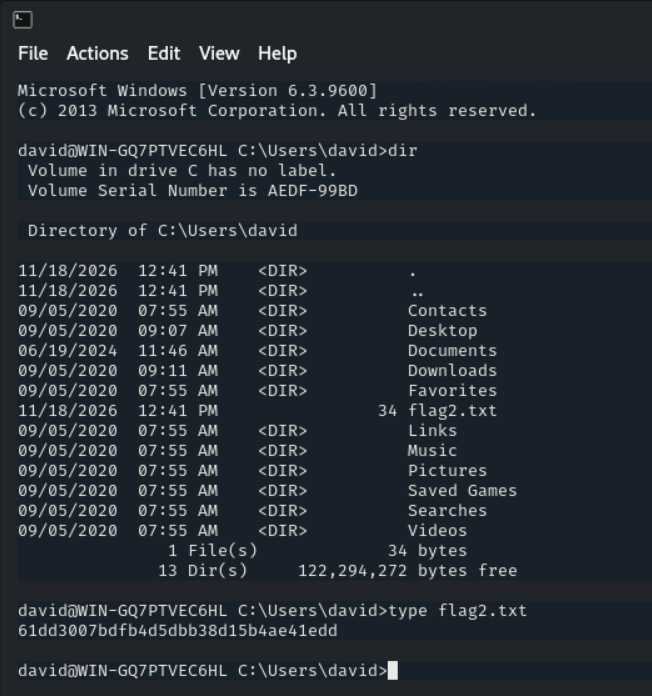 File Actions Edit View Help
Microsoft Windows [Version 6.3.9600]
(c) 2013 Microsoft Corporation. All rights reserved.
david@WIN-GQ7PTVEC6HL C:\Users\david>dir
Volume in drive C has no label.
Volume Serial Number is AEDF-99BD
Directory of C:\Users\david
11/18/2026  12:41 PM    <DIR>          .
11/18/2026  12:41 PM    <DIR>          ..
09/05/2020  07:55 AM    <DIR>          Contacts
09/05/2020  09:07 AM    <DIR>          Desktop
06/19/2024  11:46 AM    <DIR>          Documents
09/05/2020  09:11 AM    <DIR>          Downloads
09/05/2020  07:55 AM    <DIR>          Favorites
11/18/2026  12:41 PM                34 flag2.txt
09/05/2020  07:55 AM    <DIR>          Links
09/05/2020  07:55 AM    <DIR>          Music
09/05/2020  07:55 AM    <DIR>          Pictures
09/05/2020  07:55 AM    <DIR>          Saved Games
09/05/2020  07:55 AM    <DIR>          Searches
09/05/2020  07:55 AM    <DIR>          Videos
1 File(s)             34 bytes
13 Dir(s)     122,294,272 bytes free
david@WIN-GQ7PTVEC6HL C:\Users\david>type flag2.txt
61dd3007bdfb4d5dbb38d15b4ae41edd
david@WIN-GQ7PTVEC6HL C:\Users\david>